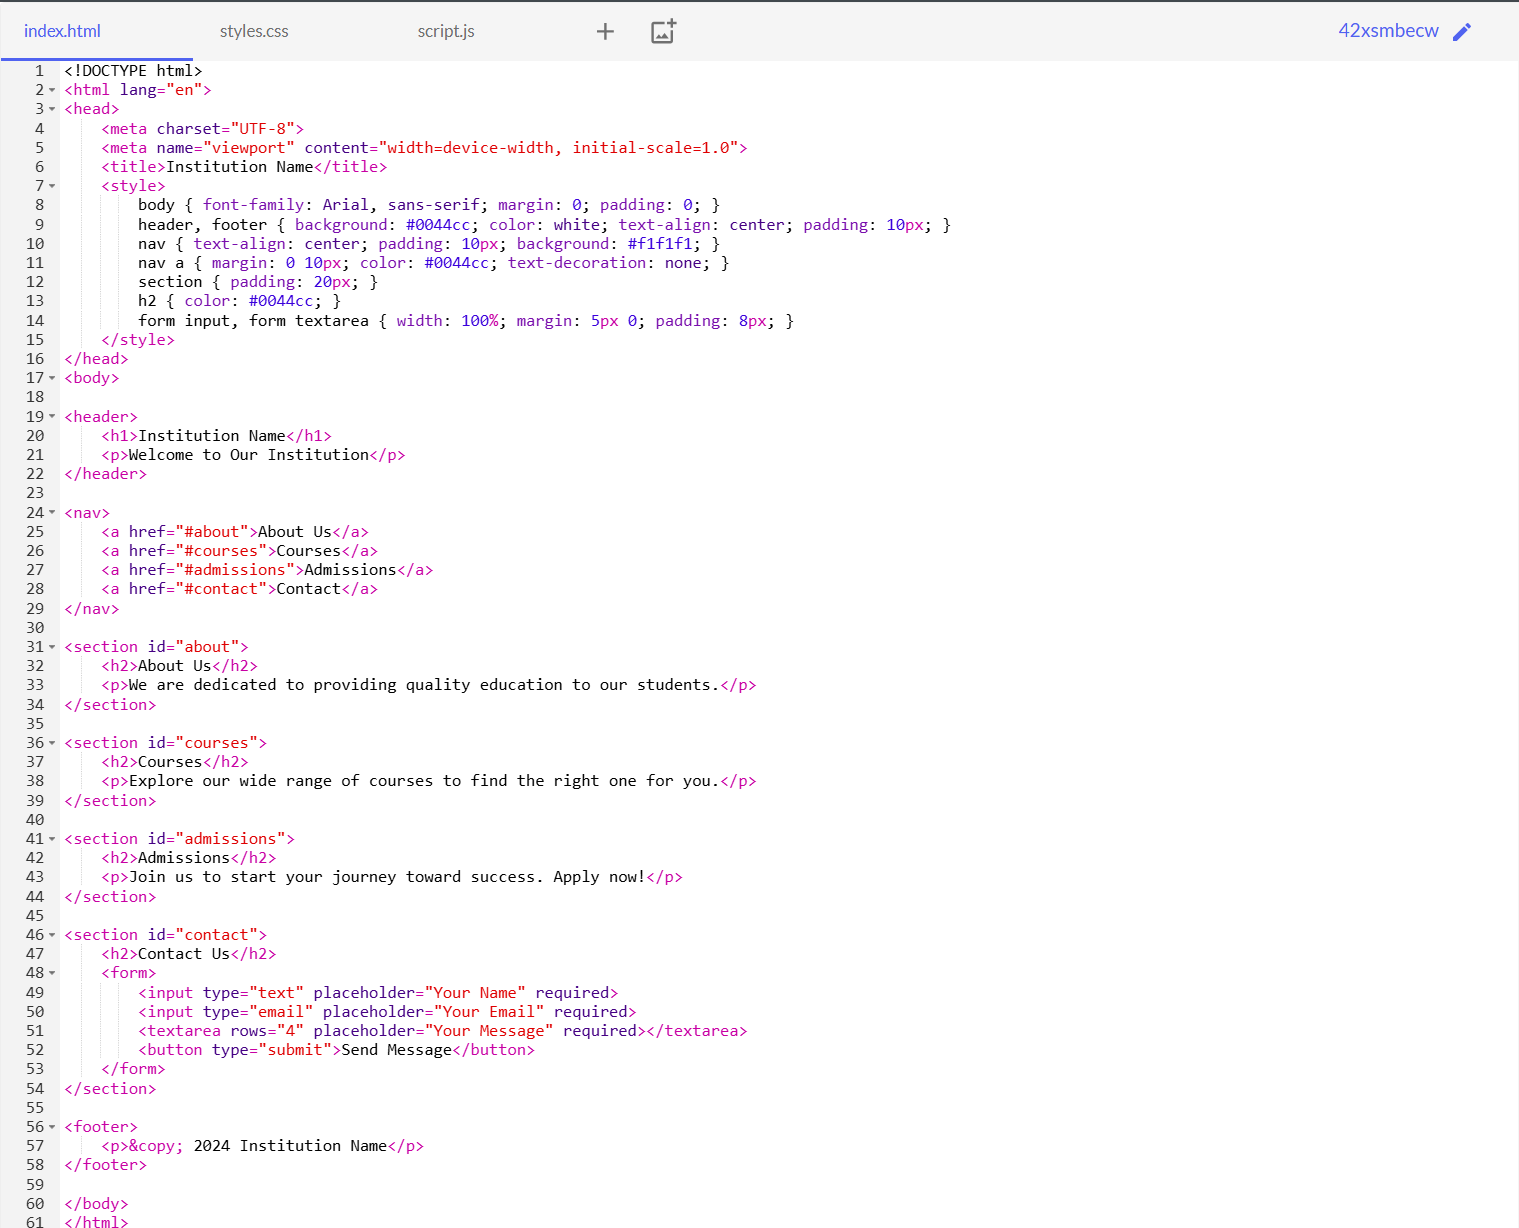 index.html styles.css script.js + 42xsmbecw
1 <!DOCTYPE html>
2 <html lang="en">
3 <head>
4     <meta charset="UTF-8">
5     <meta name="viewport" content="width=device-width, initial-scale=1.0">
6     <title>Institution Name</title>
7     <style>
8         body { font-family: Arial, sans-serif; margin: 0; padding: 0; }
9         header, footer { background: #0044cc; color: white; text-align: center; padding: 10px; }
10         nav { text-align: center; padding: 10px; background: #f1f1f1; }
11         nav a { margin: 0 10px; color: #0044cc; text-decoration: none; }
12         section { padding: 20px; }
13         h2 { color: #0044cc; }
14         form input, form textarea { width: 100%; margin: 5px 0; padding: 8px; }
15     </style>
16 </head>
17 <body>
18
19 <header>
20     <h1>Institution Name</h1>
21     <p>Welcome to Our Institution</p>
22 </header>
23
24 <nav>
25     <a href="#about">About Us</a>
26     <a href="#courses">Courses</a>
27     <a href="#admissions">Admissions</a>
28     <a href="#contact">Contact</a>
29 </nav>
30
31 <section id="about">
32     <h2>About Us</h2>
33     <p>We are dedicated to providing quality education to our students.</p>
34 </section>
35
36 <section id="courses">
37     <h2>Courses</h2>
38     <p>Explore our wide range of courses to find the right one for you.</p>
39 </section>
40
41 <section id="admissions">
42     <h2>Admissions</h2>
43     <p>Join us to start your journey toward success. Apply now!</p>
44 </section>
45
46 <section id="contact">
47     <h2>Contact Us</h2>
48     <form>
49         <input type="text" placeholder="Your Name" required>
50         <input type="email" placeholder="Your Email" required>
51         <textarea rows="4" placeholder="Your Message" required></textarea>
52         <button type="submit">Send Message</button>
53     </form>
54 </section>
55
56 <footer>
57     <p>&copy; 2024 Institution Name</p>
58 </footer>
59
60 </body>
61 </html>